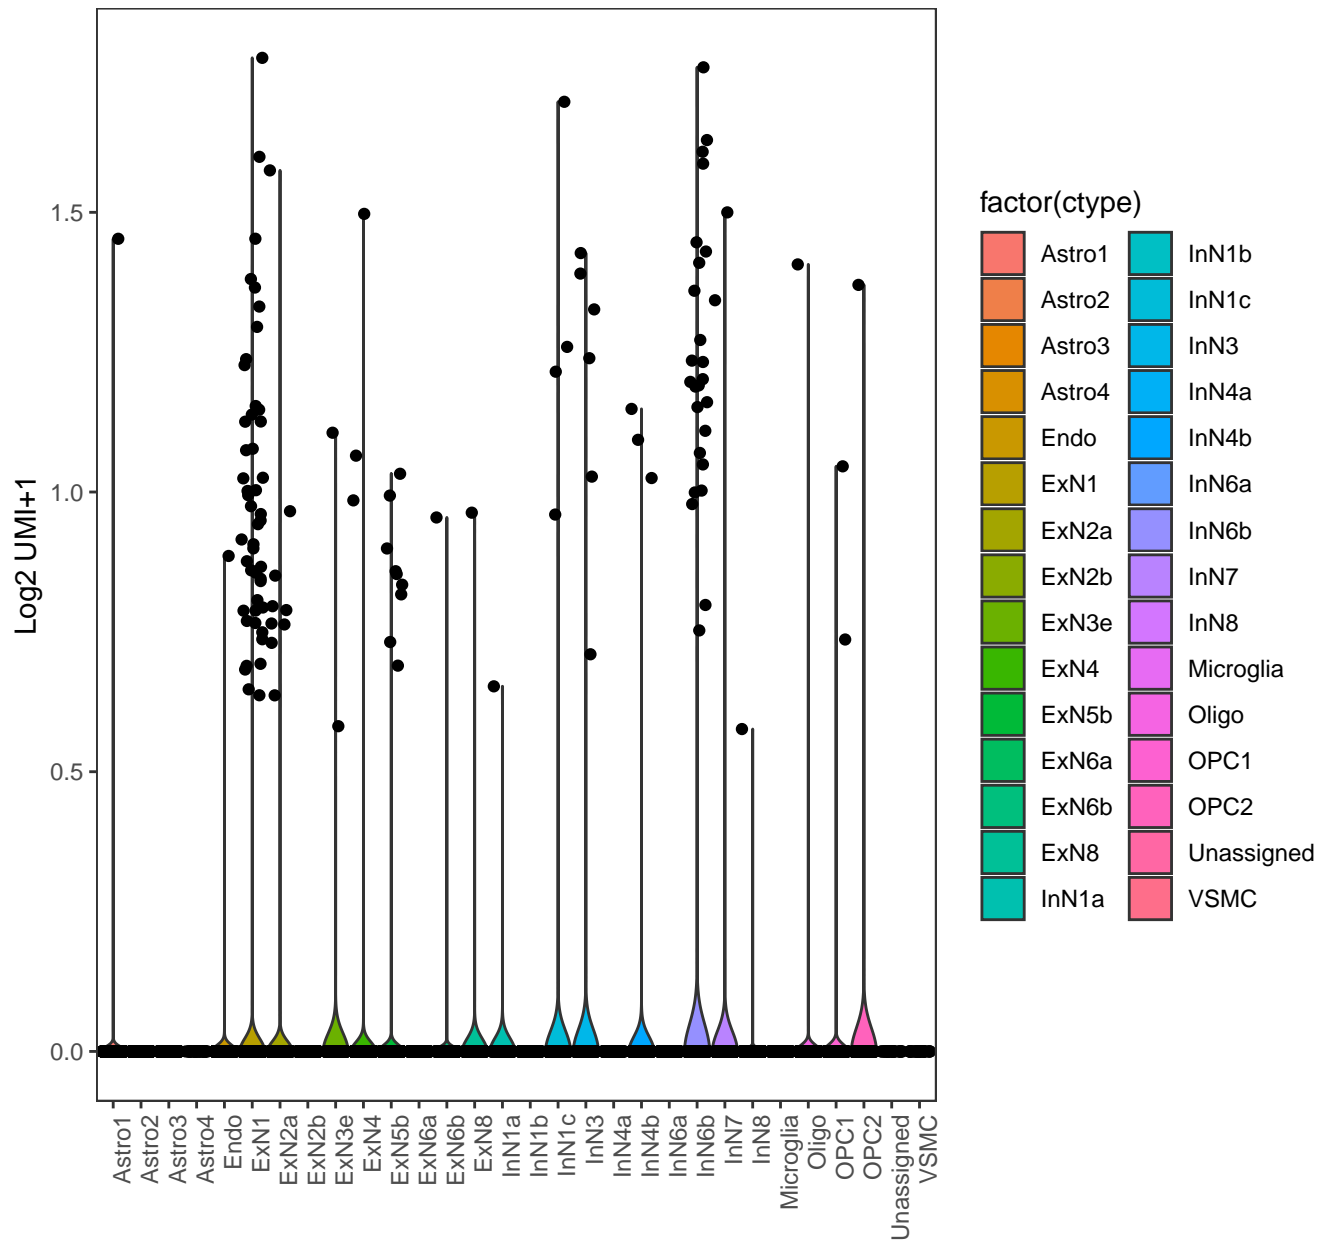 Log2 UMI+1
1.5
1.0
0.5
0.0
Astro1
Astro2
Astro3
Astro4
Endo
ExN1
ExN2a
ExN2b
ExN3e
ExN4
ExN5b
ExN6a
ExN6b
ExN8
InN1a
InN1b
InN1c
InN3
InN4a
InN4b
InN6a
InN6b
InN7
InN8
Microglia
Oligo
OPC1
OPC2
Unassigned
VSMC
factor(ctype)
Astro1
Astro2
Astro3
Astro4
Endo
ExN1
ExN2a
ExN2b
ExN3e
ExN4
ExN5b
ExN6a
ExN6b
ExN8
InN1a
InN1b
InN1c
InN3
InN4a
InN4b
InN6a
InN6b
InN7
InN8
Microglia
Oligo
OPC1
OPC2
Unassigned
VSMC